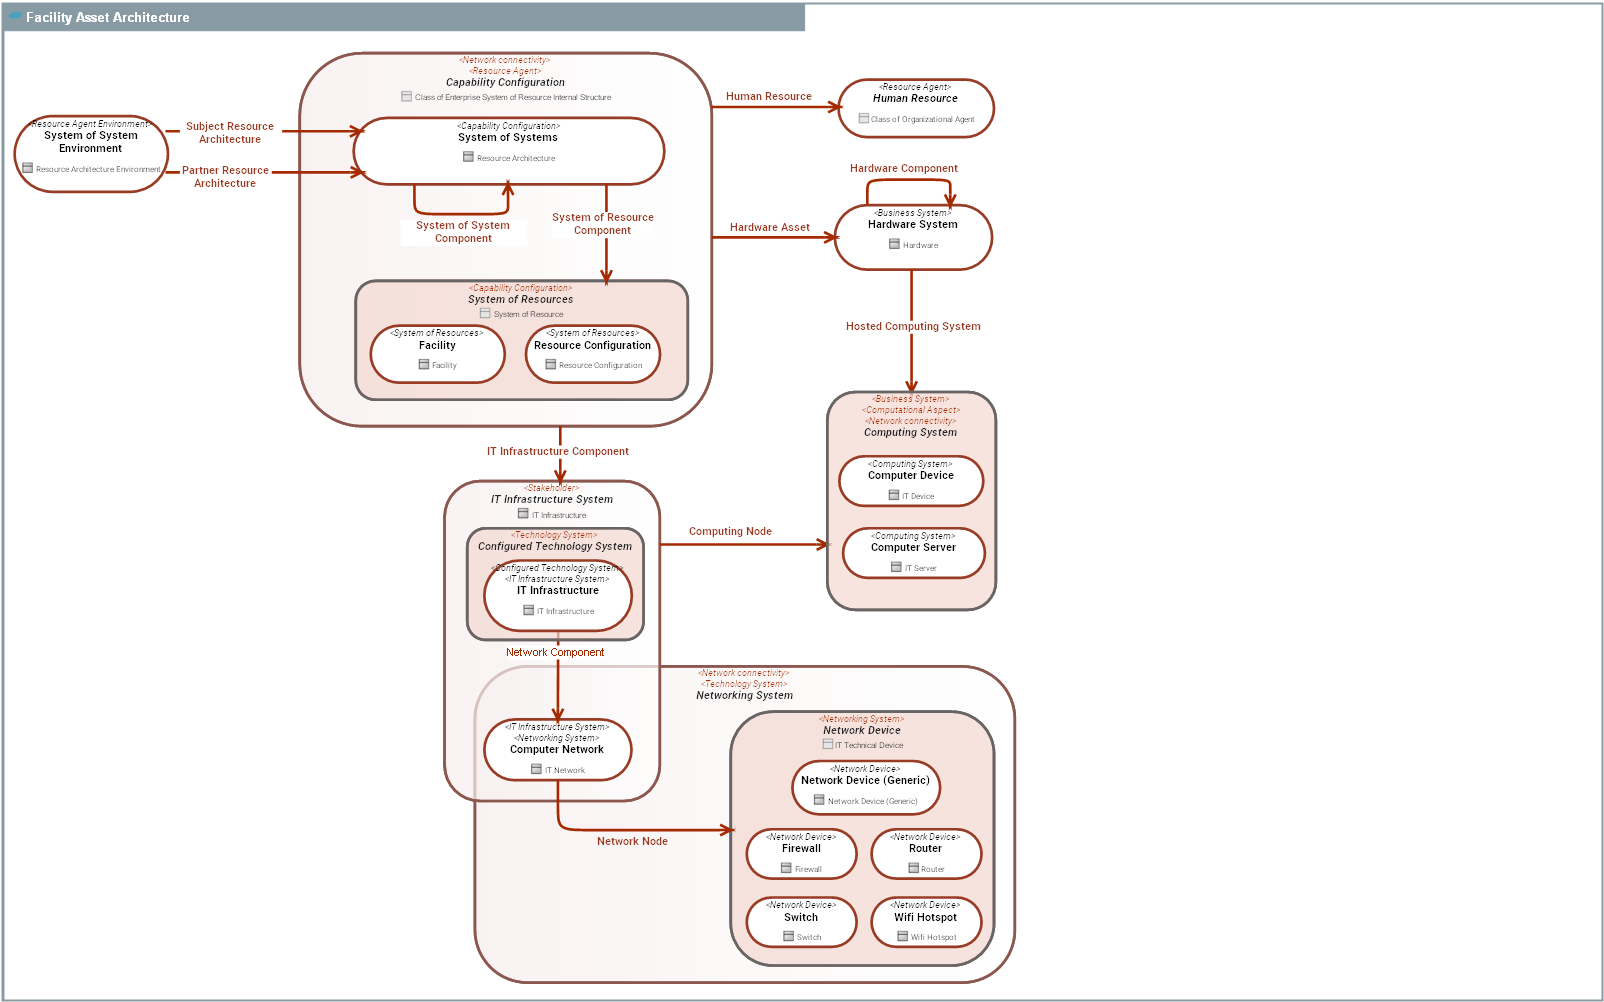 Facility Asset Architecture
<Network connectivity>
<Resource Agent>
Capability Configuration
Class of Enterprise System of Resource Internal Structure
<Resource Agent Environment>
System of System
Environment
Resource Architecture Environment
Subject Resource
Architecture
Partner Resource
Architecture
<Capability Configuration>
System of Systems
Resource Architecture
System of System
Component
System of Resource
Component
<Capability Configuration>
System of Resources
System of Resource
<System of Resources>
Facility
Facility
<System of Resources>
Resource Configuration
Resource Configuration
Human Resource
<Resource Agent>
Human Resource
Class of Organizational Agent
Hardware Component
Hardware Asset
<Business System>
Hardware System
Hardware
Hosted Computing System
<Business System>
<Computational Aspect>
<Network connectivity>
Computing System
<Computing System>
Computer Device
IT Device
<Computing System>
Computer Server
IT Server
IT Infrastructure Component
<Stakeholder>
IT Infrastructure System
IT Infrastructure
<Technology System>
Configured Technology System
<Configured Technology System>
<IT Infrastructure System>
IT Infrastructure
IT Infrastructure
Computing Node
Network Component
<IT Infrastructure System>
<Networking System>
Computer Network
IT Network
Network Node
<Network connectivity>
<Technology System>
Networking System
<Networking System>
Network Device
IT Technical Device
<Network Device>
Network Device (Generic)
Network Device (Generic)
<Network Device>
Firewall
Firewall
<Network Device>
Router
Router
<Network Device>
Switch
Switch
<Network Device>
Wifi Hotspot
Wifi Hotspot